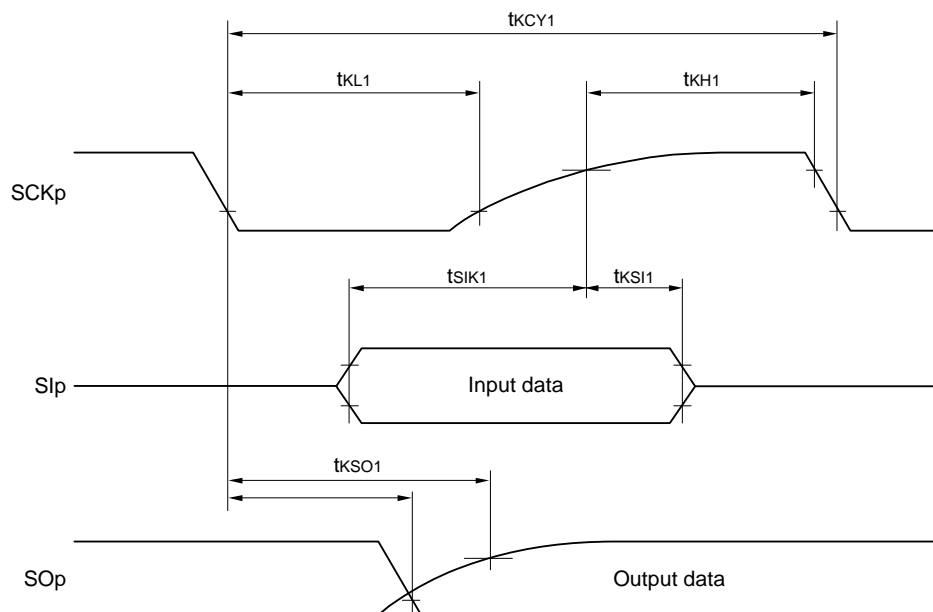 tKCY1
tKL1
tKH1
SCKp
tSIK1
tKSI1
SIp
Input data
tKSO1
SOp
Output data